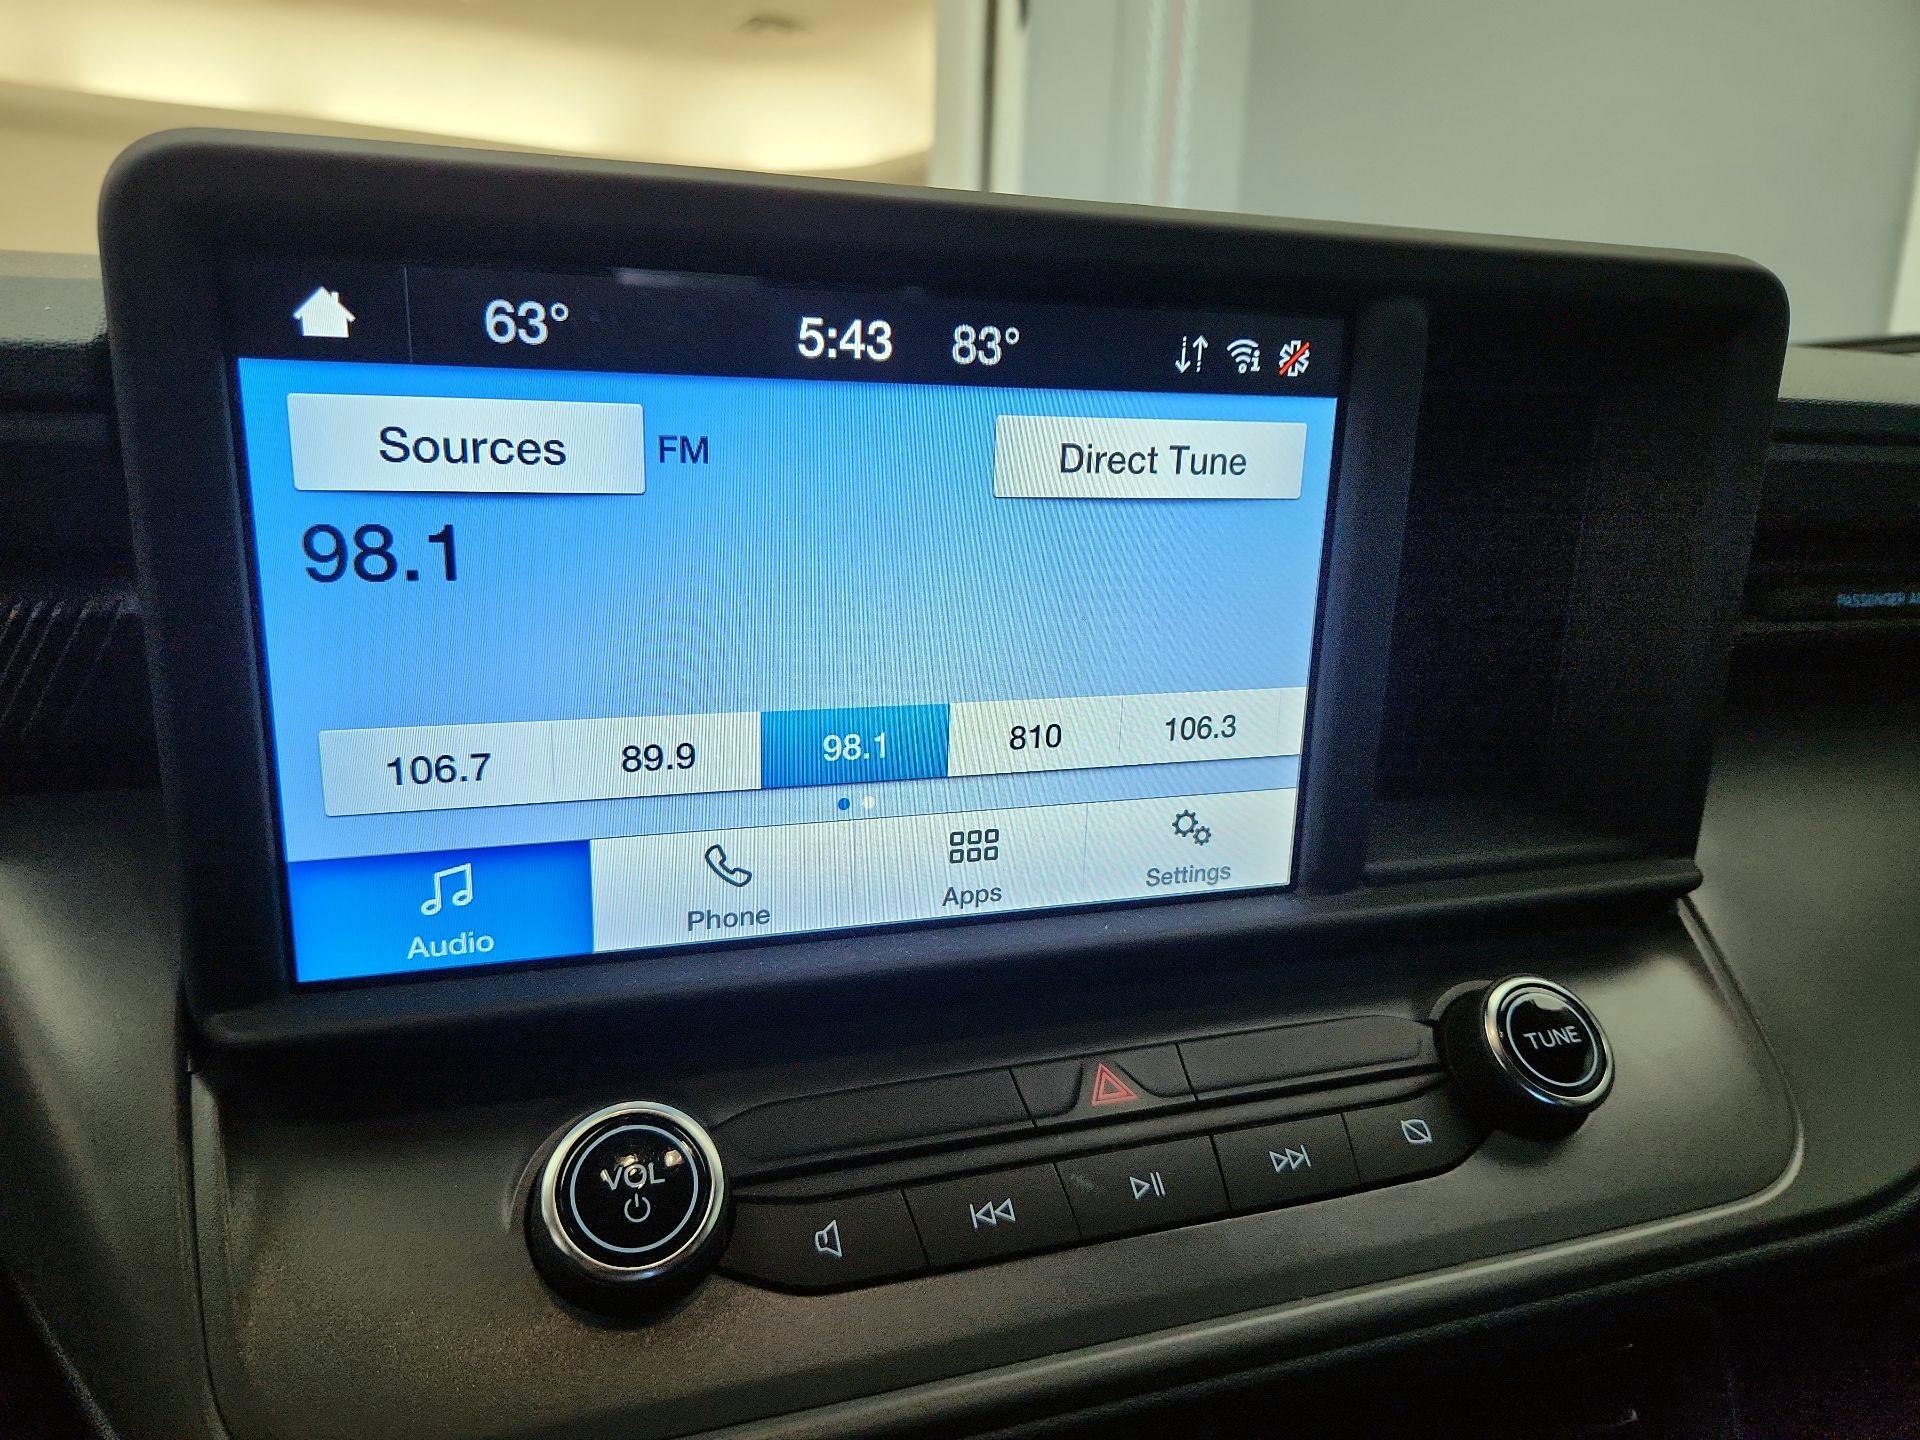 63° 5:43 83°
Sources FM Direct Tune
98.1
106.7 89.9 98.1 810 106.3
Audio Phone Apps Settings
PASSENGER
TUNE
VOL